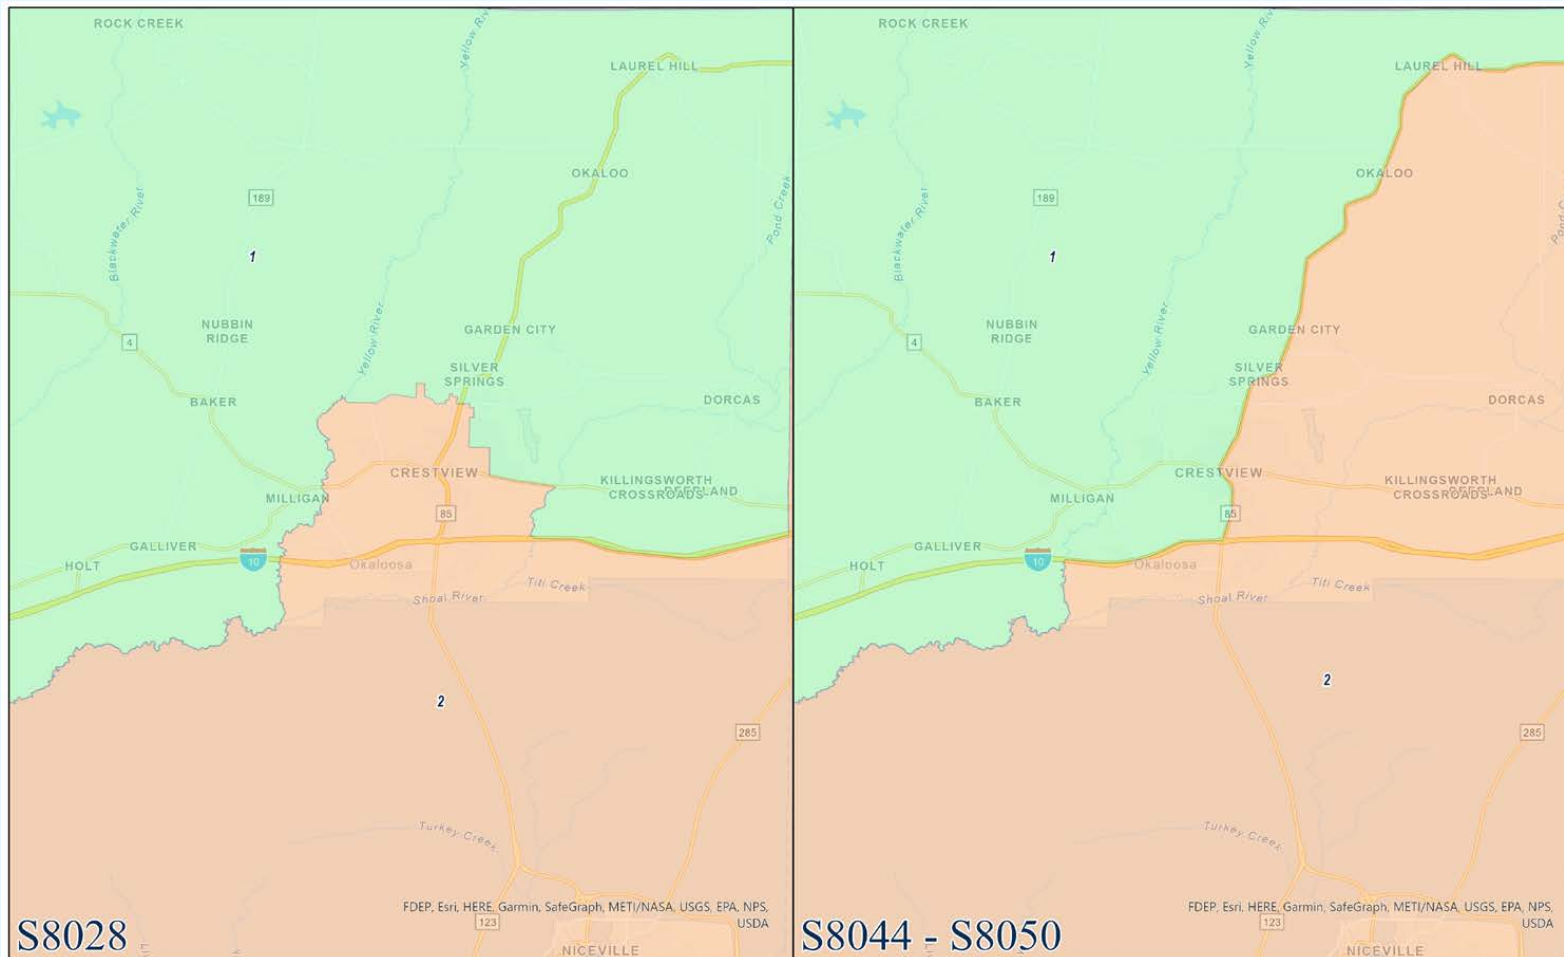 ROCK CREEK
Yellow Riv
LAUREL HILL
OKALOO
189
Blackwater River
Pond Creek
1
Yellow River
NUBBIN
RIDGE
GARDEN CITY
4
SILVER
SPRINGS
BAKER
DORCAS
CRESTVIEW
KILLINGSWORTH
CROSSROADS
MILLIGAN
85
GALLIVER
10
HOLT
Okaloosa
Titi Creek
Shoal River
2
285
Turkey Creek
FDEP, Esri, HERE, Garmin, SafeGraph, METI/NASA, USGS, EPA, NPS,
USDA
123
S8028
NICEVILLE
ROCK CREEK
Yellow Riv
LAUREL HILL
OKALOO
189
Blackwater River
Pond C
1
Yellow River
NUBBIN
RIDGE
GARDEN CITY
4
SILVER
SPRINGS
BAKER
DORCAS
CRESTVIEW
KILLINGSWORTH
CROSSROADS
MILLIGAN
85
GALLIVER
10
HOLT
Okaloosa
Titi Creek
Shoal River
2
285
Turkey Creek
FDEP, Esri, HERE, Garmin, SafeGraph, METI/NASA, USGS, EPA, NPS,
USDA
123
S8044 - S8050
NICEVILLE